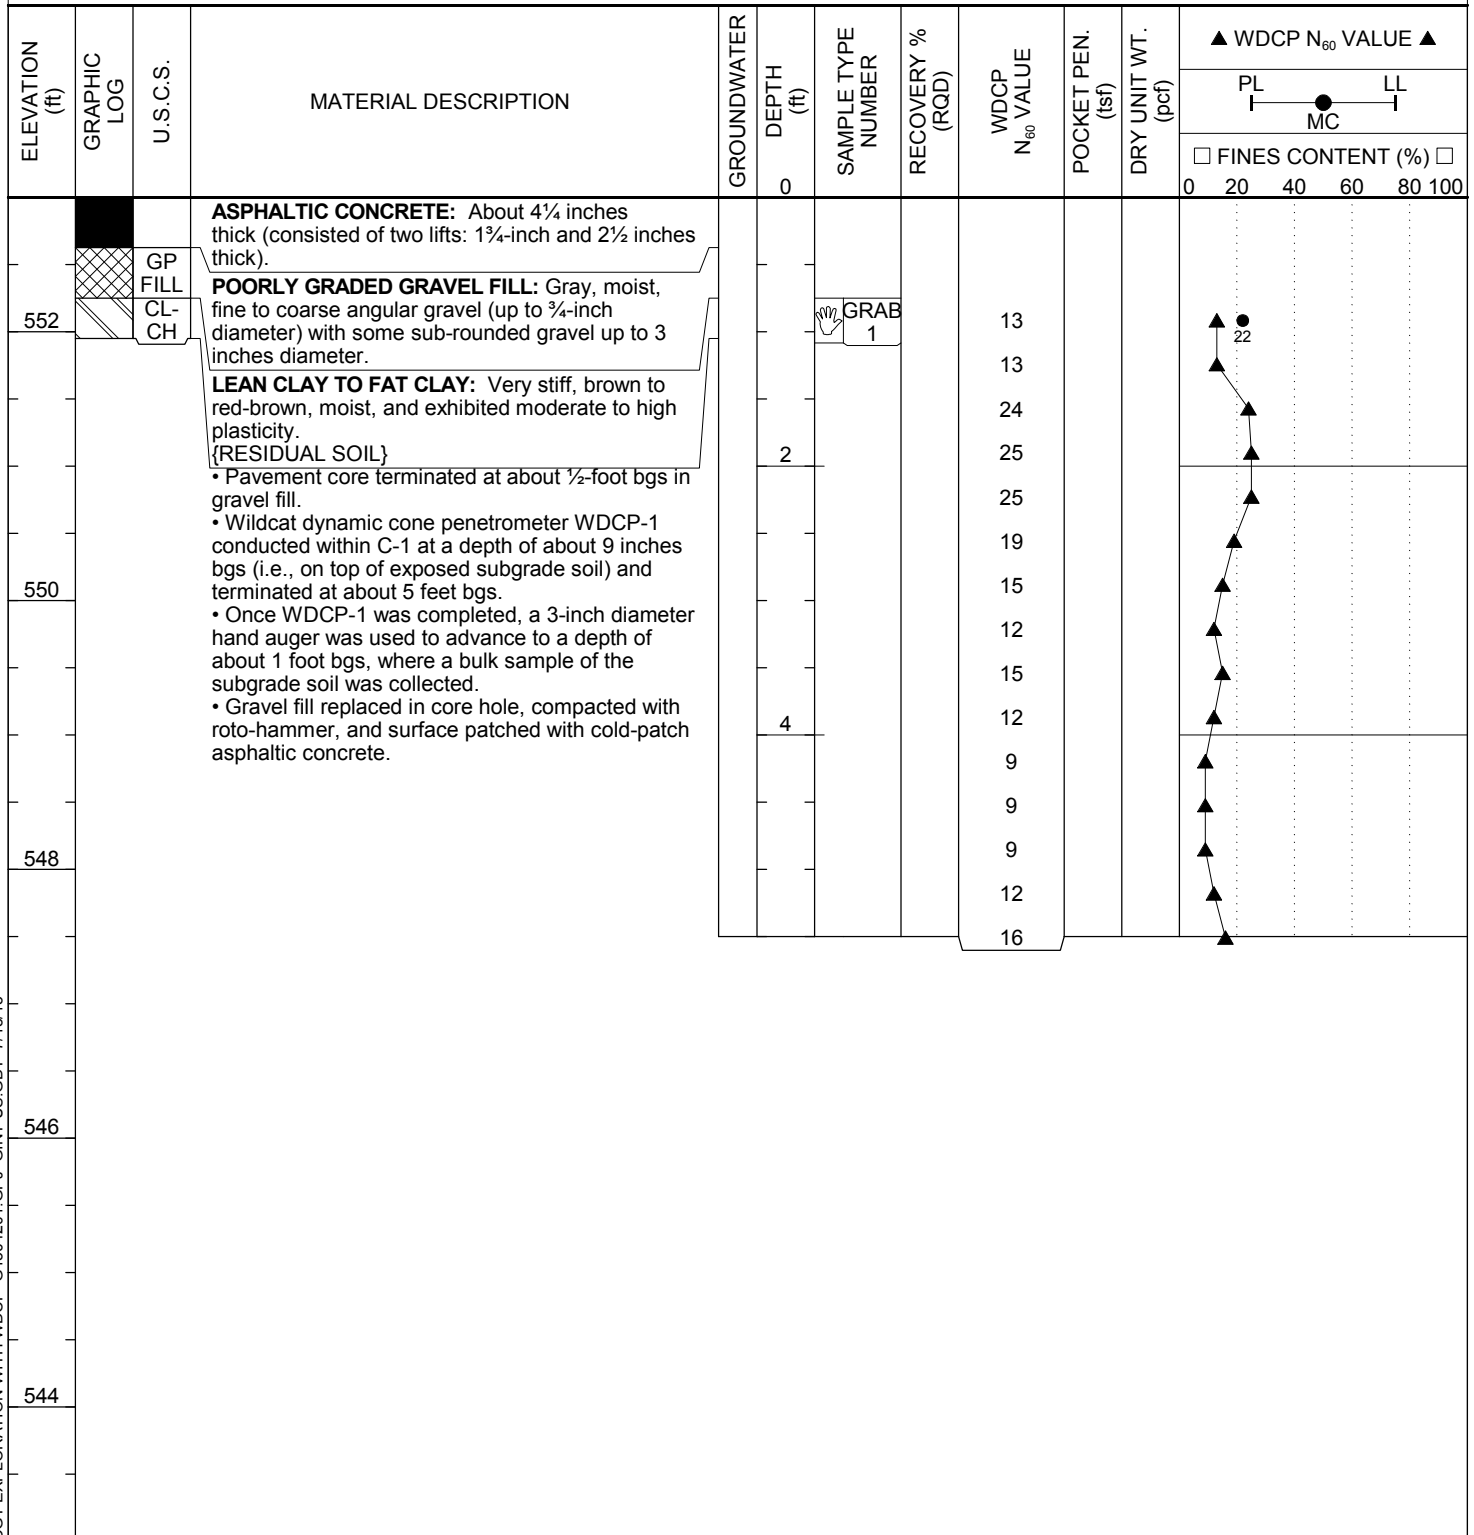 ELEVATION
(ft)
GRAPHIC
LOG
U.S.C.S.
MATERIAL DESCRIPTION
GROUNDWATER
DEPTH
(ft)
0
SAMPLE TYPE
NUMBER
RECOVERY %
(RQD)
WDCP
N60 VALUE
POCKET PEN.
(tsf)
DRY UNIT WT.
(pcf)
▲ WDCP N60 VALUE ▲
PL LL
MC
□ FINES CONTENT (%) □
0 20 40 60 80 100
ASPHALTIC CONCRETE: About 4¼ inches
thick (consisted of two lifts: 1¾-inch and 2½ inches
thick).
GP
FILL
POORLY GRADED GRAVEL FILL: Gray, moist,
fine to coarse angular gravel (up to ¾-inch
diameter) with some sub-rounded gravel up to 3
inches diameter.
CL-
CH
LEAN CLAY TO FAT CLAY: Very stiff, brown to
red-brown, moist, and exhibited moderate to high
plasticity.
{RESIDUAL SOIL}
• Pavement core terminated at about ½-foot bgs in
gravel fill.
• Wildcat dynamic cone penetrometer WDCP-1
conducted within C-1 at a depth of about 9 inches
bgs (i.e., on top of exposed subgrade soil) and
terminated at about 5 feet bgs.
• Once WDCP-1 was completed, a 3-inch diameter
hand auger was used to advance to a depth of
about 1 foot bgs, where a bulk sample of the
subgrade soil was collected.
• Gravel fill replaced in core hole, compacted with
roto-hammer, and surface patched with cold-patch
asphaltic concrete.
552
550
548
546
544
2
4
GRAB
1
13
13
24
25
25
19
15
12
15
12
9
9
9
12
16
22